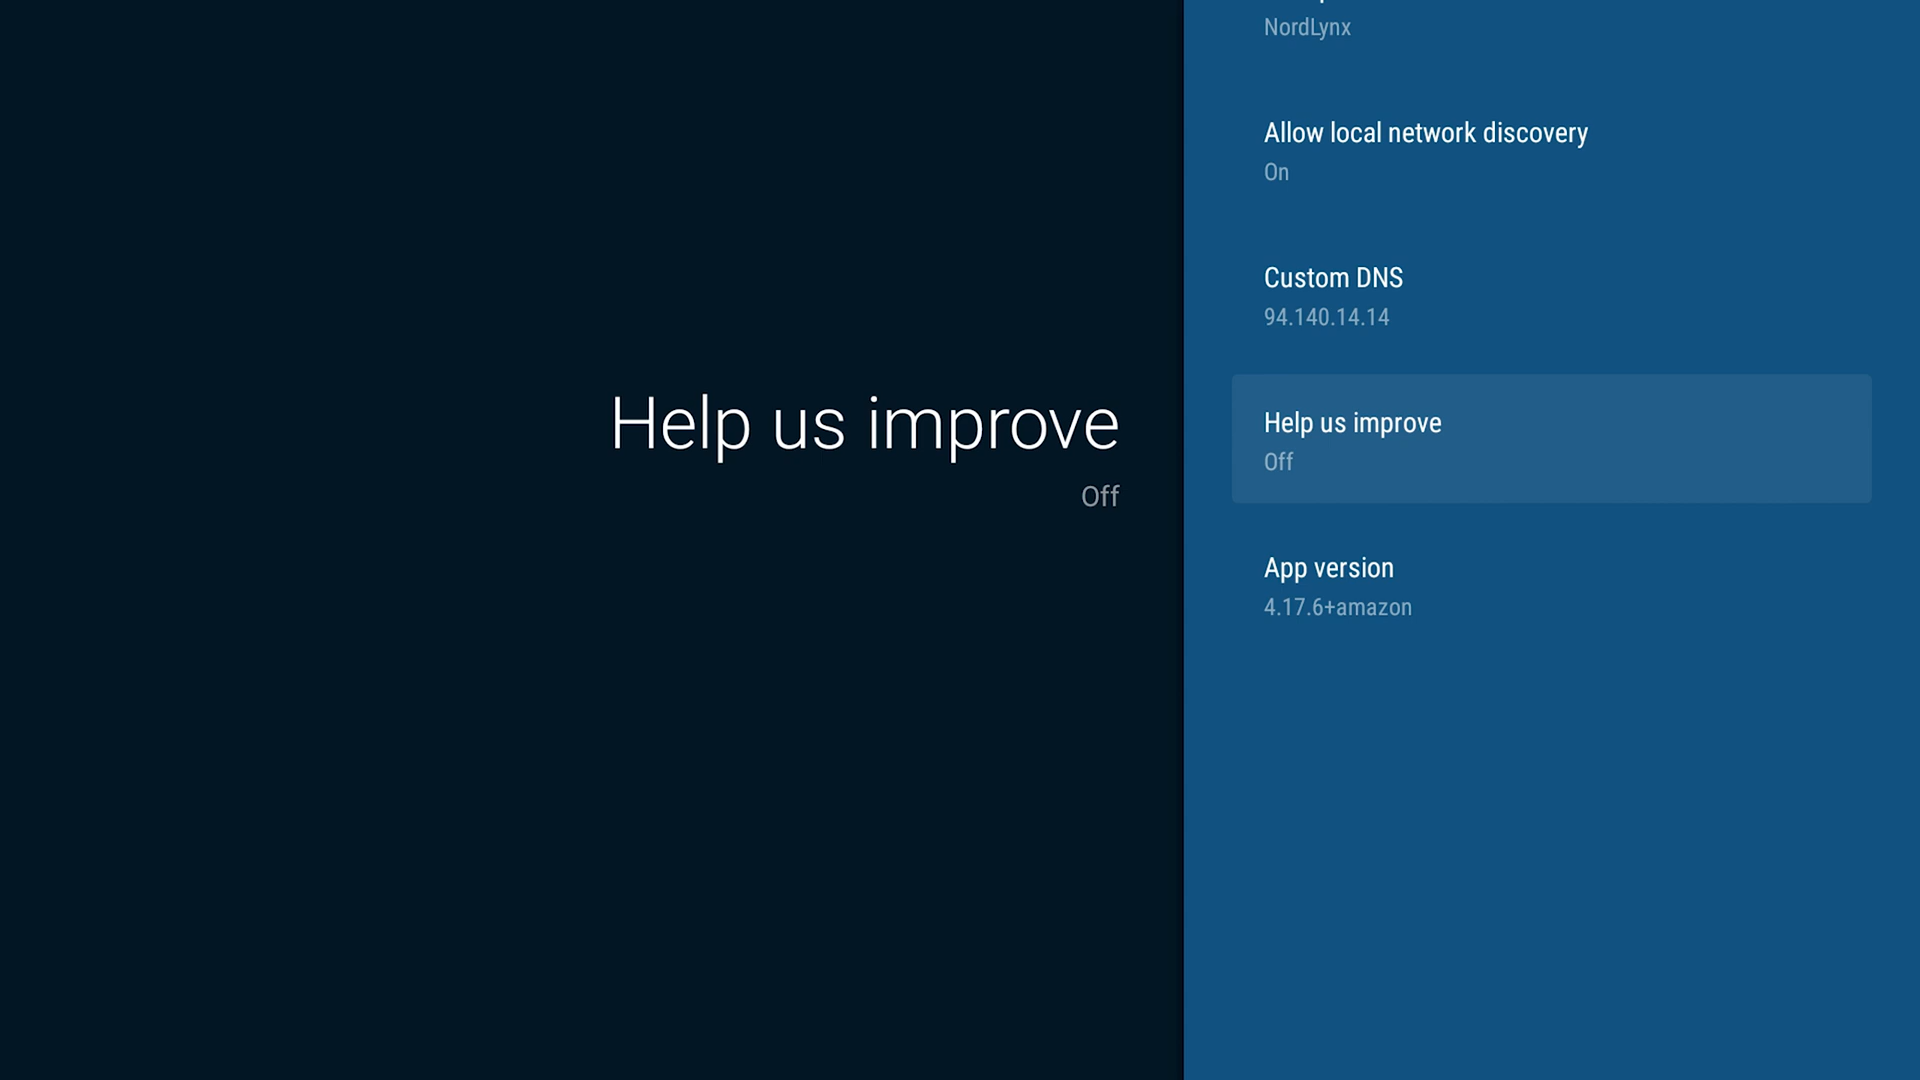 Help us improve
Off
NordLynx
Allow local network discovery
On
Custom DNS
94.140.14.14
Help us improve
Off
App version
4.17.6+amazon